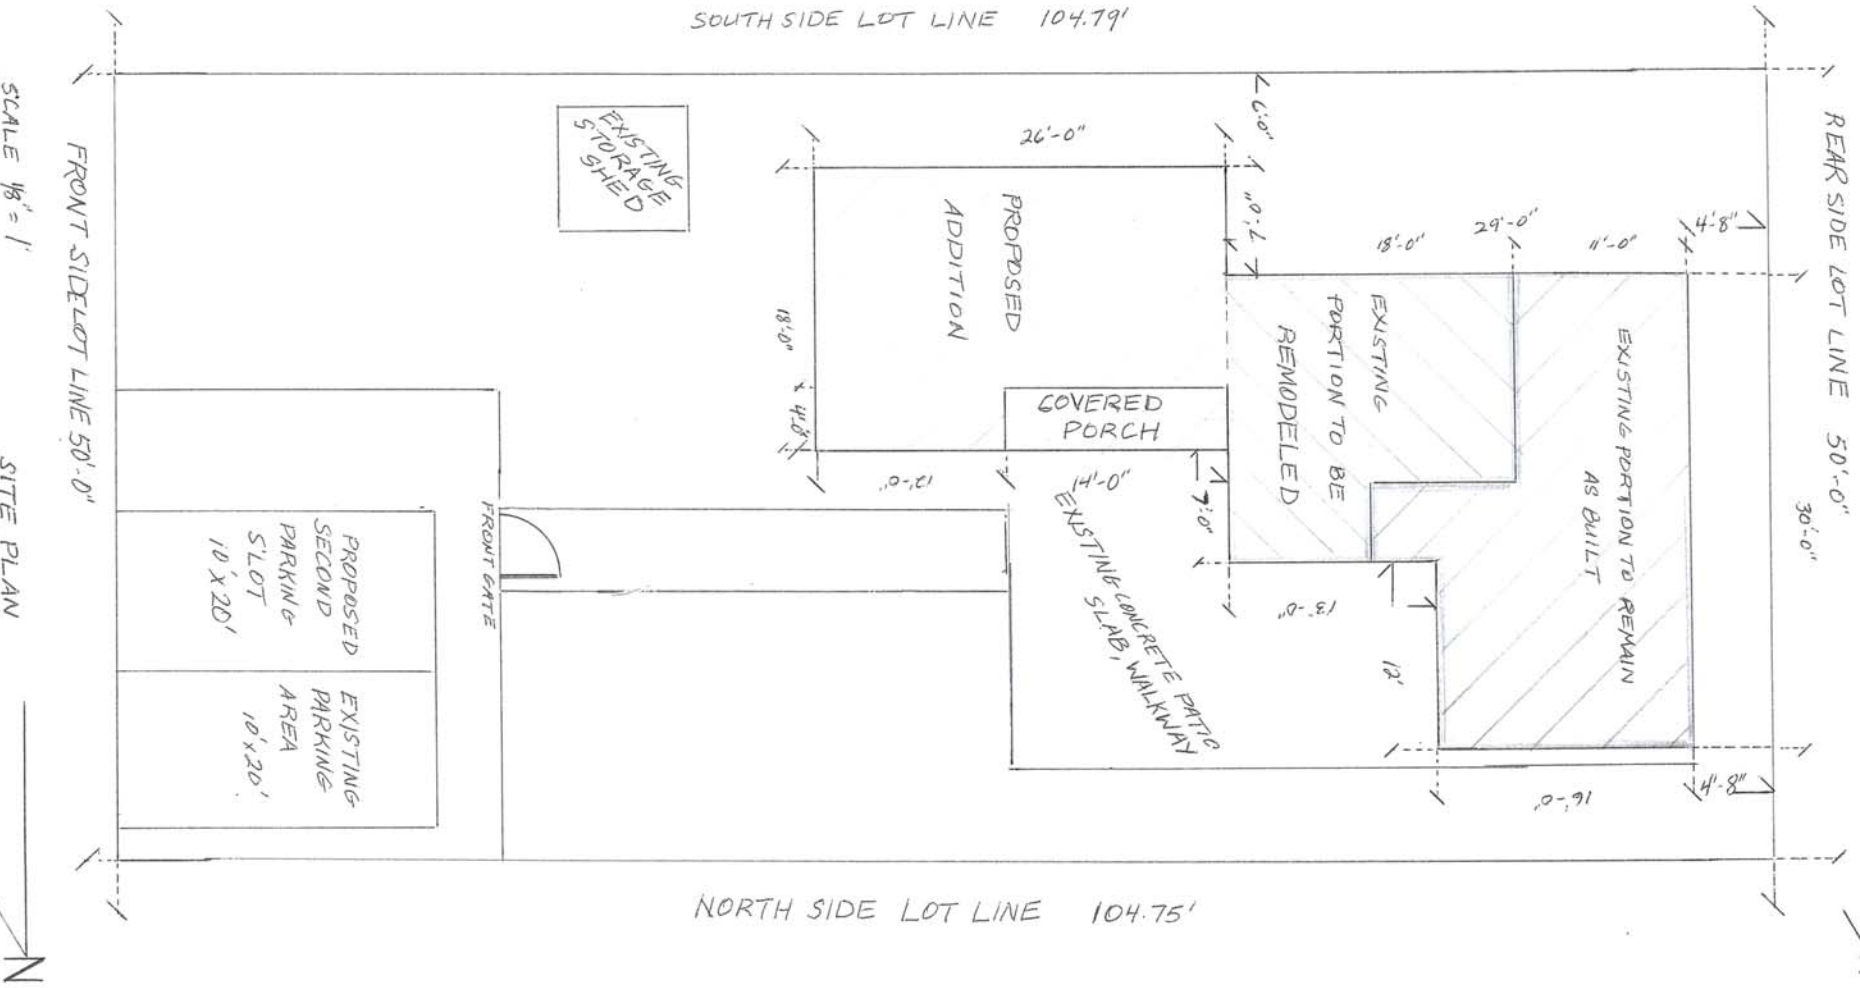 SOUTH SIDE LOT LINE 104.79'
SCALE 1/8" = 1'
SITE PLAN
FRONT SIDE LOT LINE 50'-0"
REAR SIDE LOT LINE 50'-0"
EXISTING
STORAGE
SHED
26'-0"
6'-0"
7'-0"
18'-0"
29'-0"
11'-0"
4'-8"
PROPOSED
ADDITION
18'-0"
4'-0"
COVERED
PORCH
12'-0"
14'-0"
7'-0"
EXISTING
PORTION TO BE
REMODELED
EXISTING PORTION TO REMAIN
AS BUILT
30'-0"
13'-0"
12'
16'-0"
4'-8"
EXISTING CONCRETE PATIO
SLAB, WALKWAY
FRONT GATE
PROPOSED
SECOND
PARKING
SLOT
10'X20'
EXISTING
PARKING
AREA
10'x20'
NORTH SIDE LOT LINE 104.75'
N